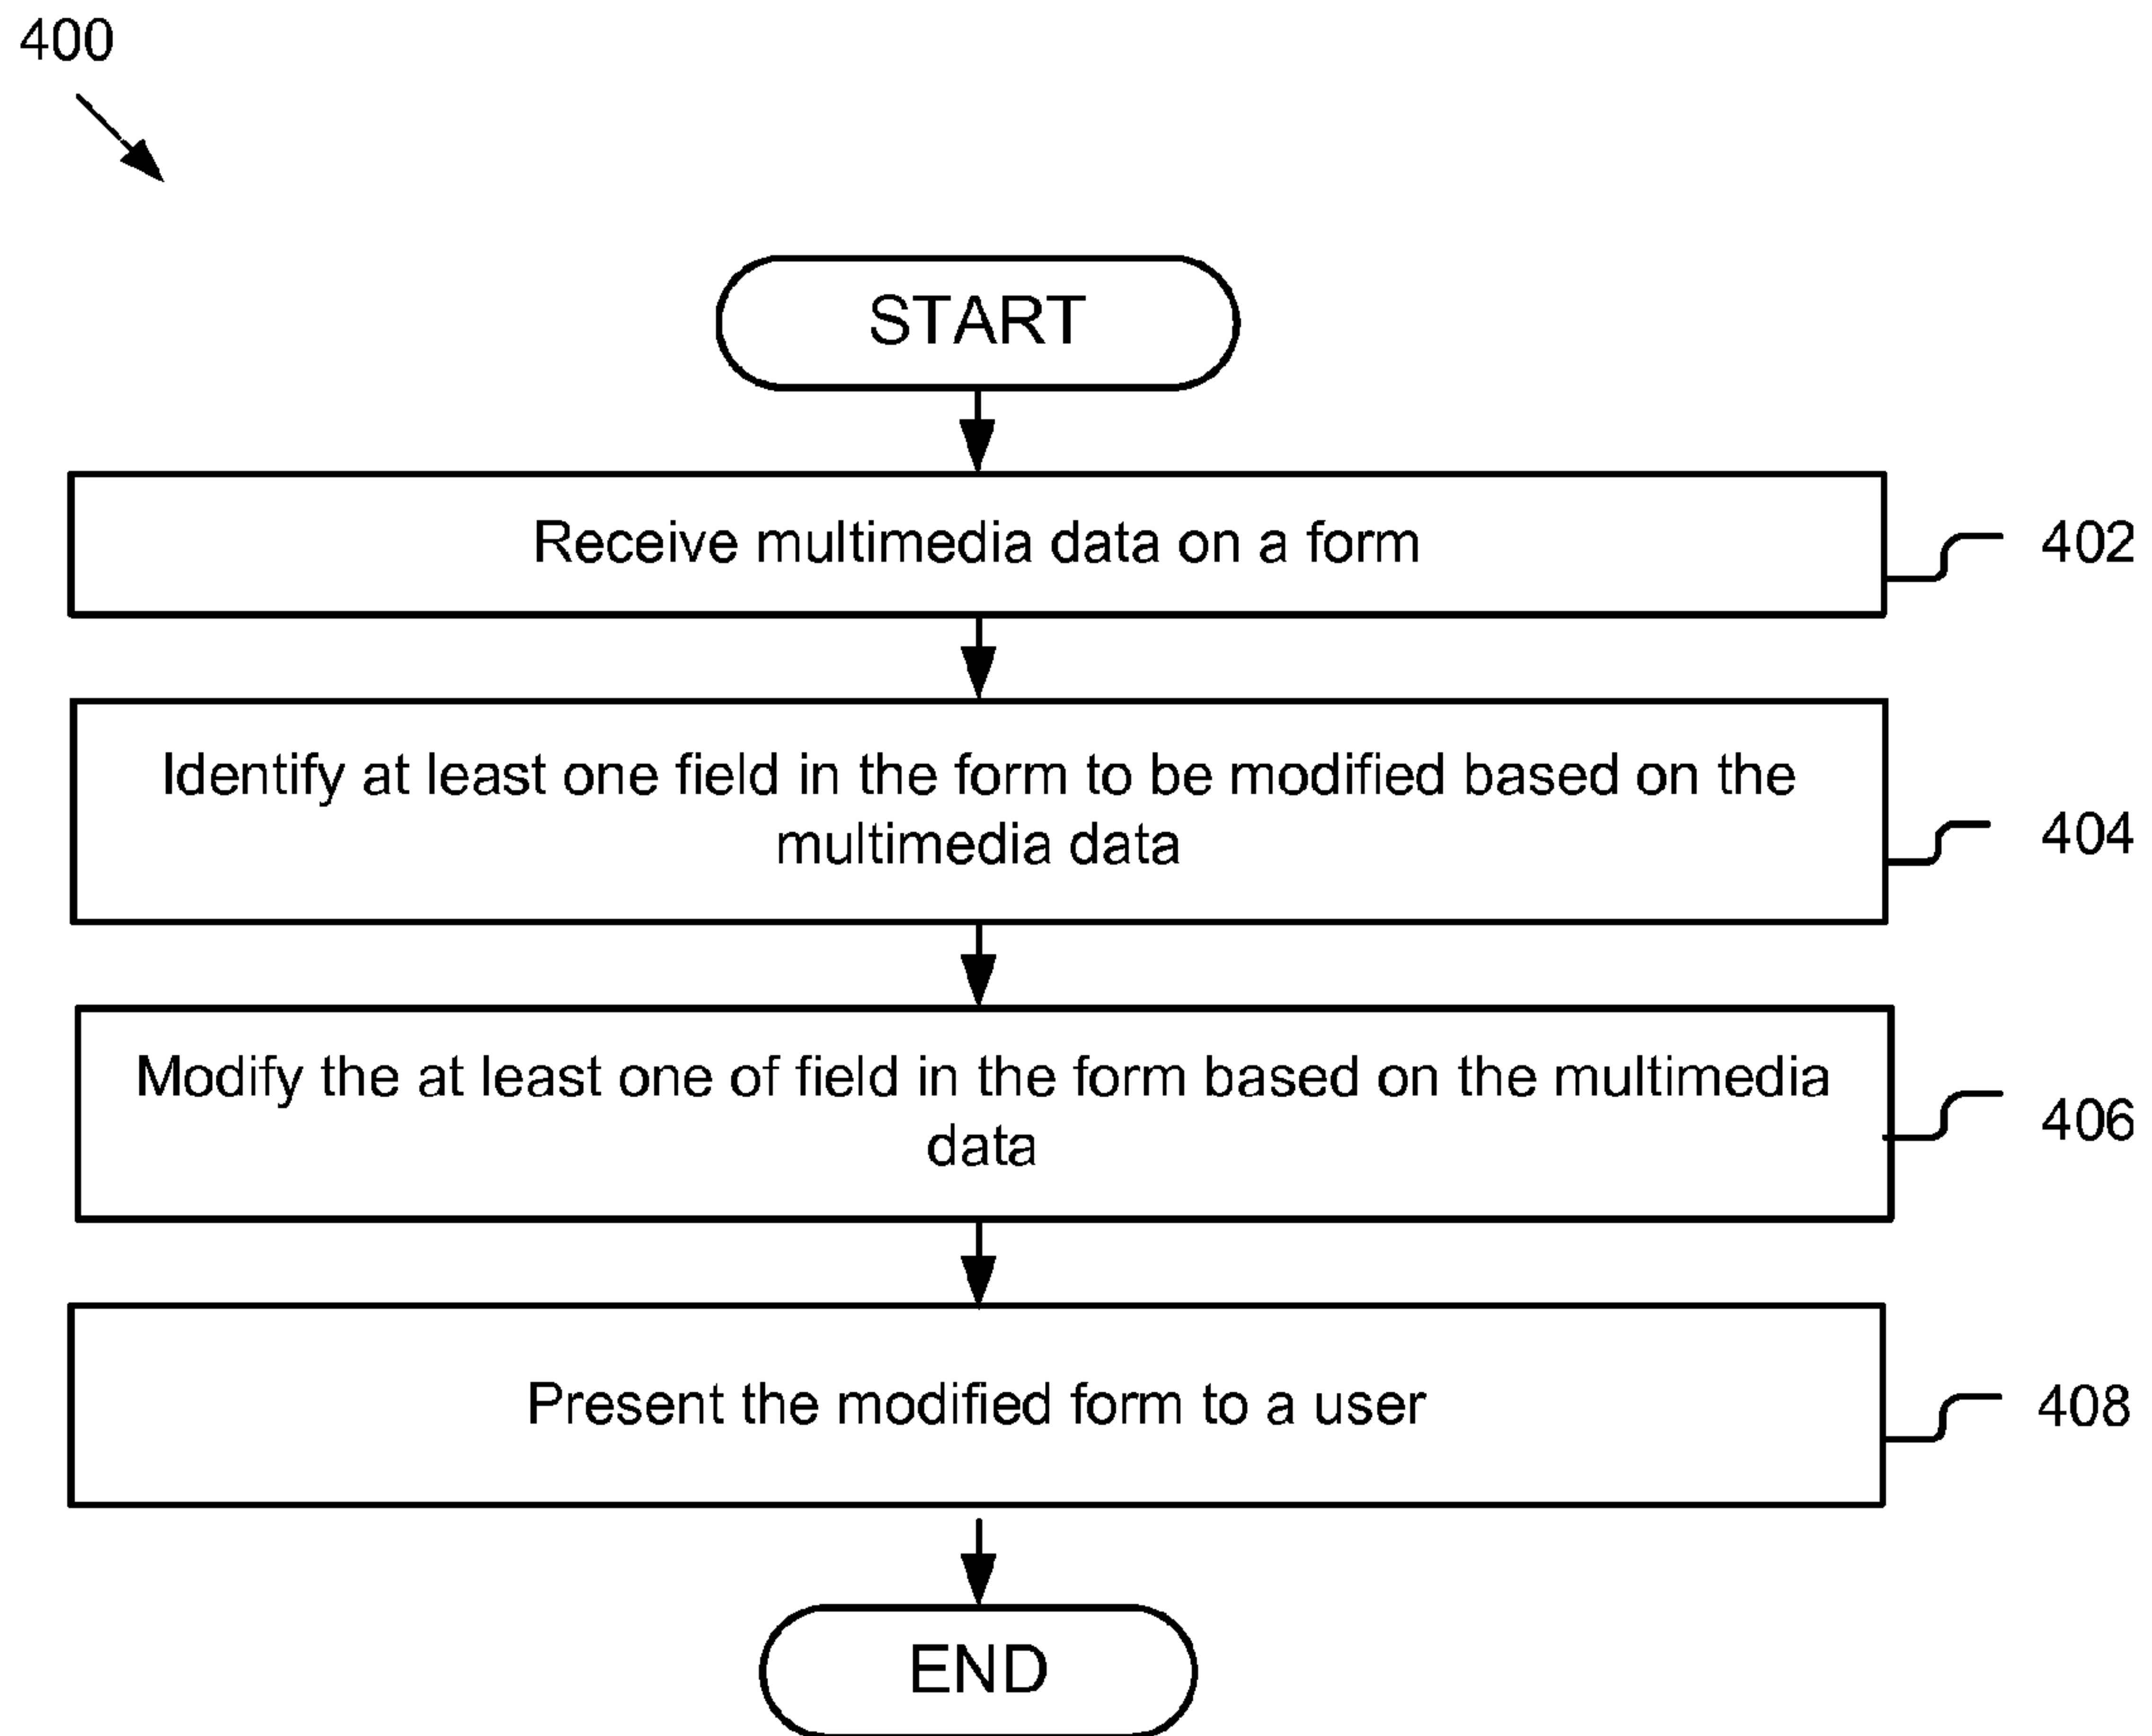 400
START
Receive multimedia data on a form
402
Identify at least one field in the form to be modified based on the
multimedia data
404
Modify the at least one of field in the form based on the multimedia
data
406
Present the modified form to a user
408
END